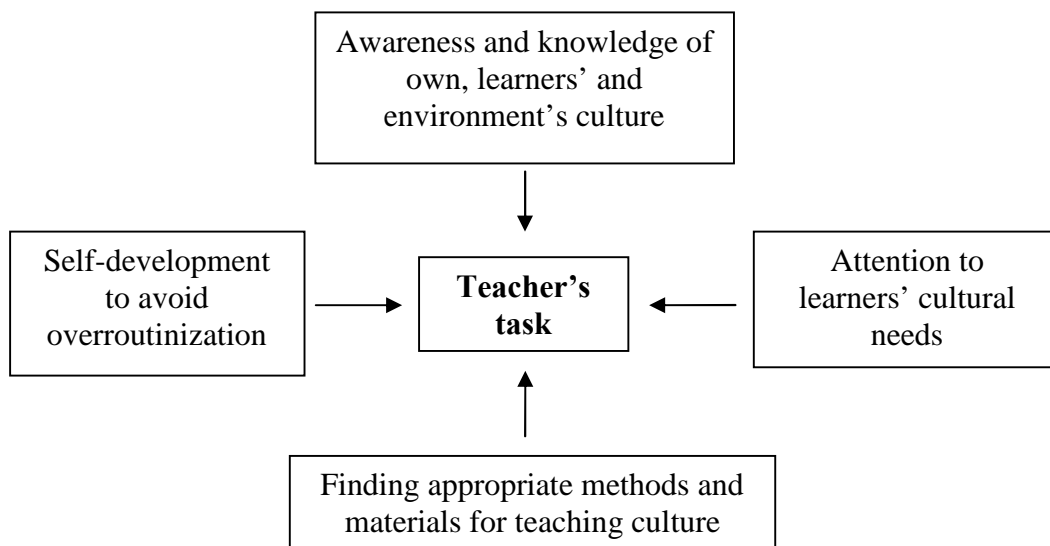 Awareness and knowledge of
own, learners’ and
environment’s culture
Self-development
to avoid
overroutinization
Teacher’s
task
Attention to
learners’ cultural
needs
Finding appropriate methods and
materials for teaching culture